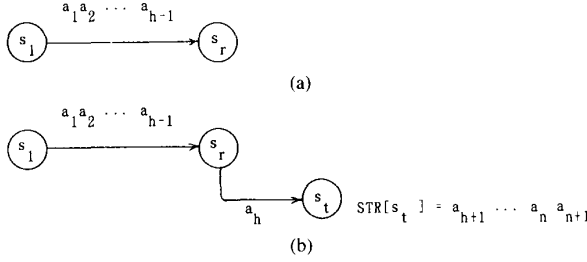 a1a2 ... ah-1
s1 sr
(a)
a1a2 ... ah-1
s1 sr
ah st STR[st ] = ah+1 ... an an+1
(b)